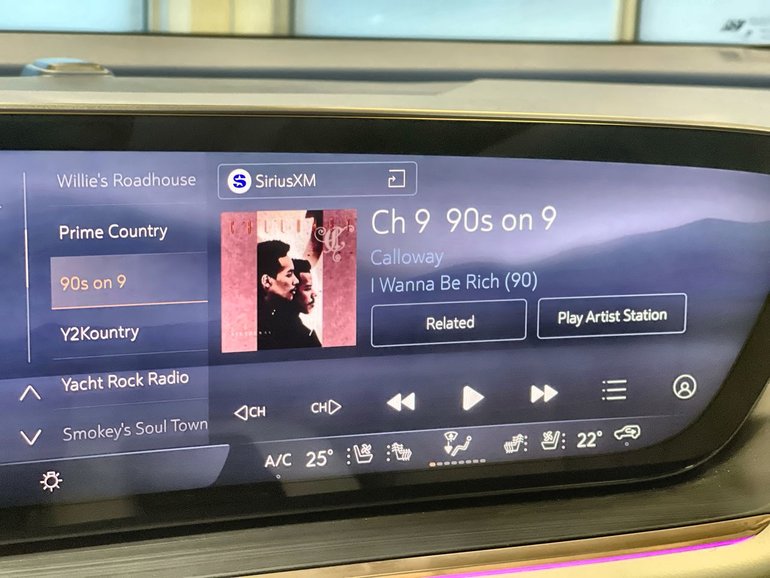 Willie's Roadhouse
Prime Country
90s on 9
Y2Kountry
Yacht Rock Radio
Smokey's Soul Town
SiriusXM
Ch 9 90s on 9
Calloway
I Wanna Be Rich (90)
Related
Play Artist Station
CH
CH
A/C 25°
22°